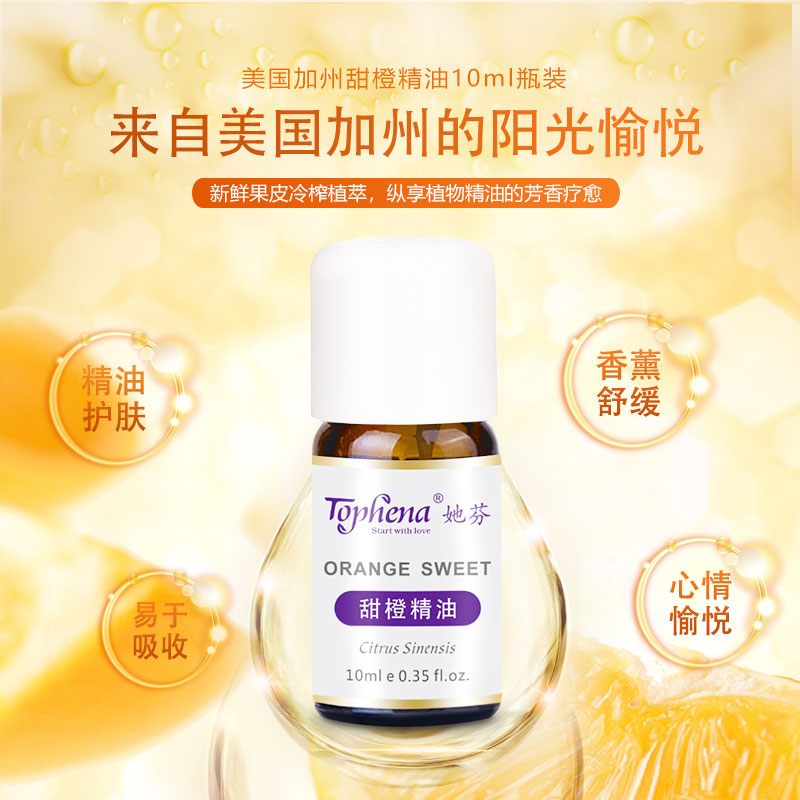 美国加州甜橙精油10ml瓶装
来自美国加州的阳光愉悦
新鲜果皮冷榨植萃，纵享植物精油的芳香疗愈
精油
护肤
香薰
舒缓
Tophena® 她芬
Start with love
ORANGE SWEET
甜橙精油
Citrus Sinensis
10ml e 0.35 fl.oz.
易于
吸收
心情
愉悦